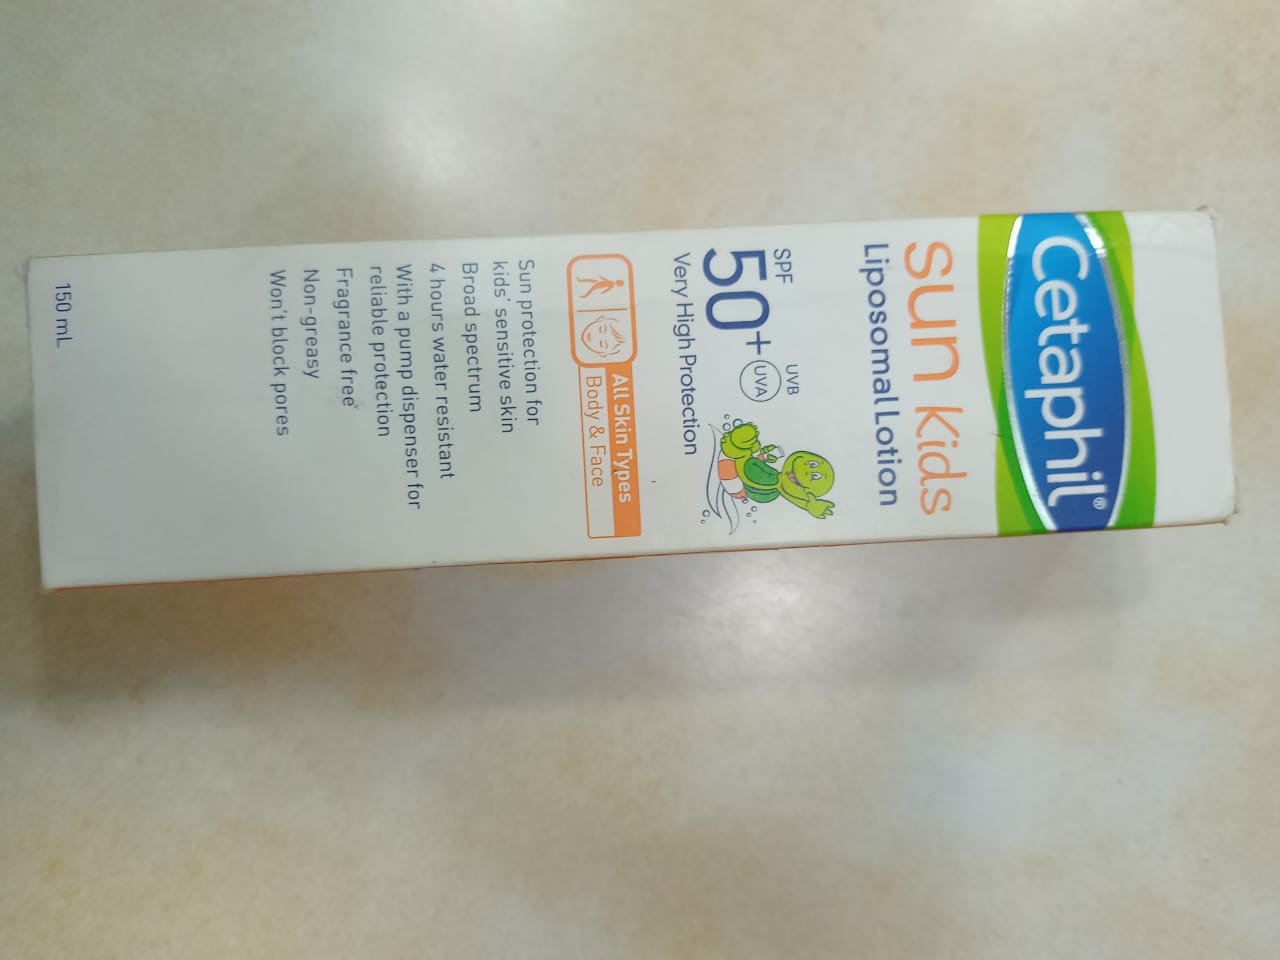 Cetaphil®
Sun Kids
Liposomal Lotion
SPF
50+
UVB
UVA
Very High Protection
All Skin Types
Body & Face
Sun protection for
kids' sensitive skin
Broad spectrum
4 hours water resistant
With a pump dispenser for
reliable protection
Fragrance free°
Non-greasy
Won't block pores
150 mL